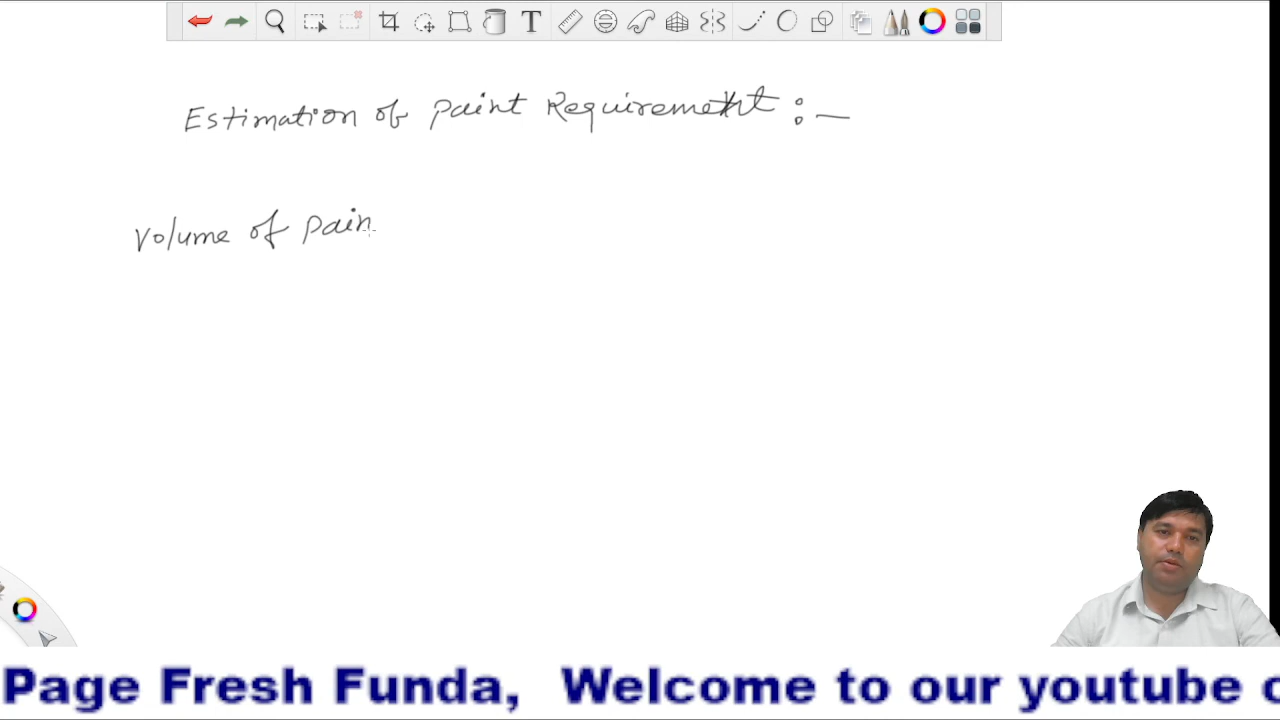 Estimation of paint Requirement :-
Volume of pain
Page Fresh Funda, Welcome to our youtube c